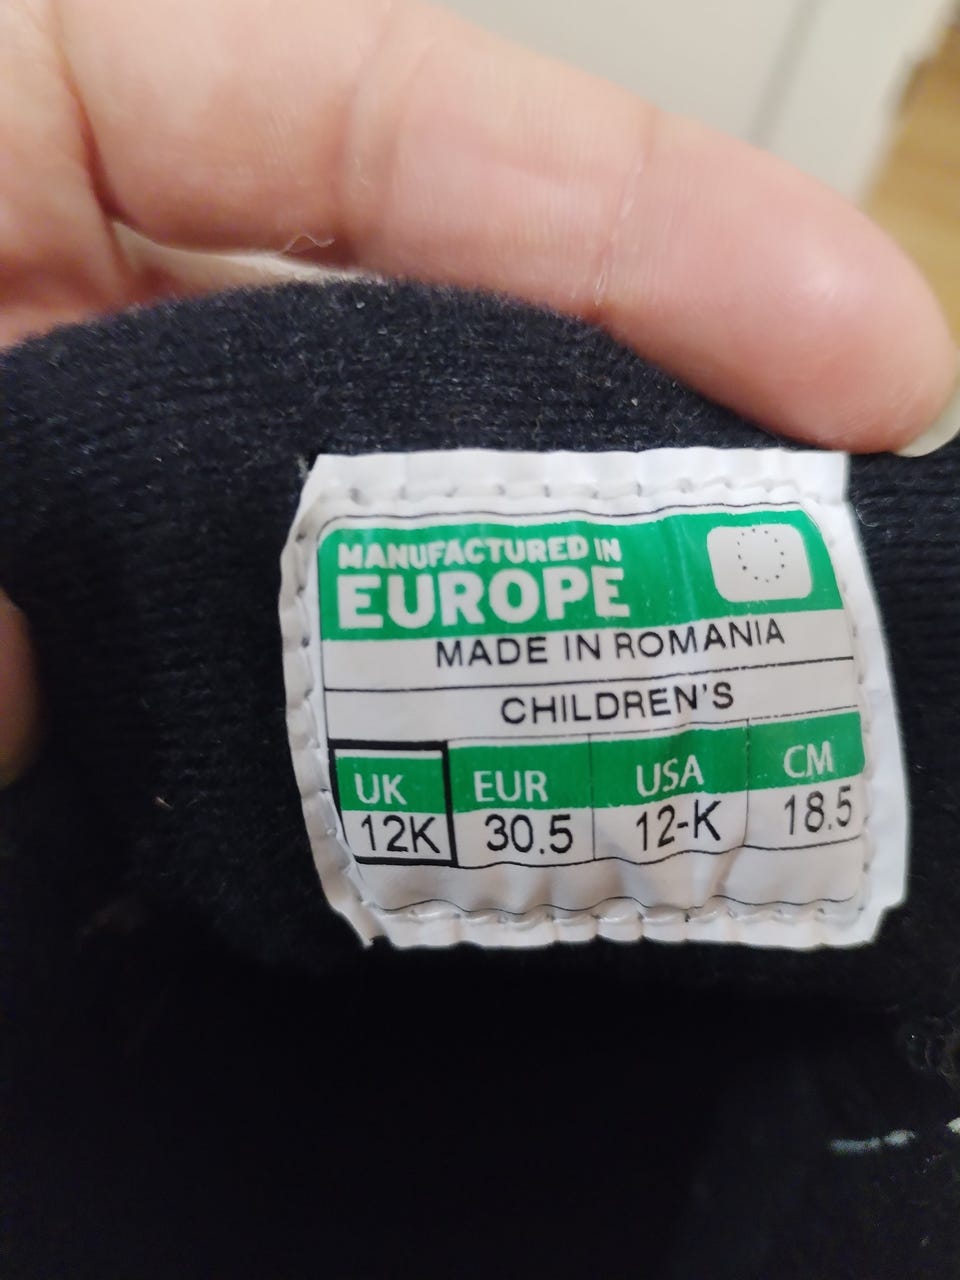 MANUFACTURED IN
EUROPE
MADE IN ROMANIA
CHILDREN'S
UK EUR USA CM
12K 30.5 12-K 18.5